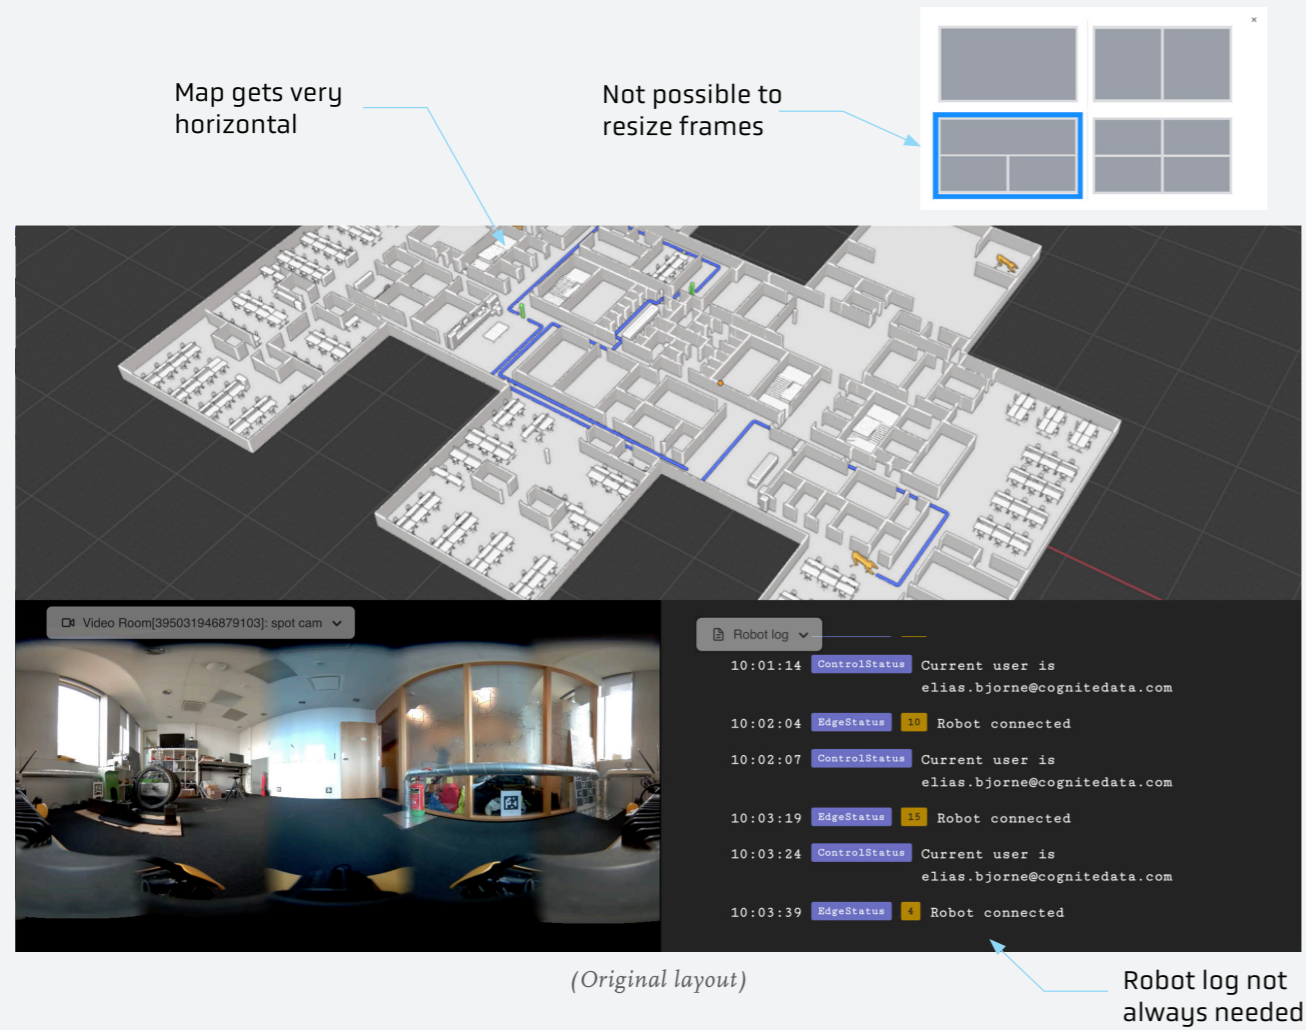 Map gets very
horizontal
Not possible to
resize frames
×
Video Room[395031946879103]: spot cam
Robot log
10:01:14 ControlStatus Current user is
elias.bjorne@cognitedata.com
10:02:04 EdgeStatus 10 Robot connected
10:02:07 ControlStatus Current user is
elias.bjorne@cognitedata.com
10:03:19 EdgeStatus 15 Robot connected
10:03:24 ControlStatus Current user is
elias.bjorne@cognitedata.com
10:03:39 EdgeStatus 4 Robot connected
(Original layout)
Robot log not
always needed